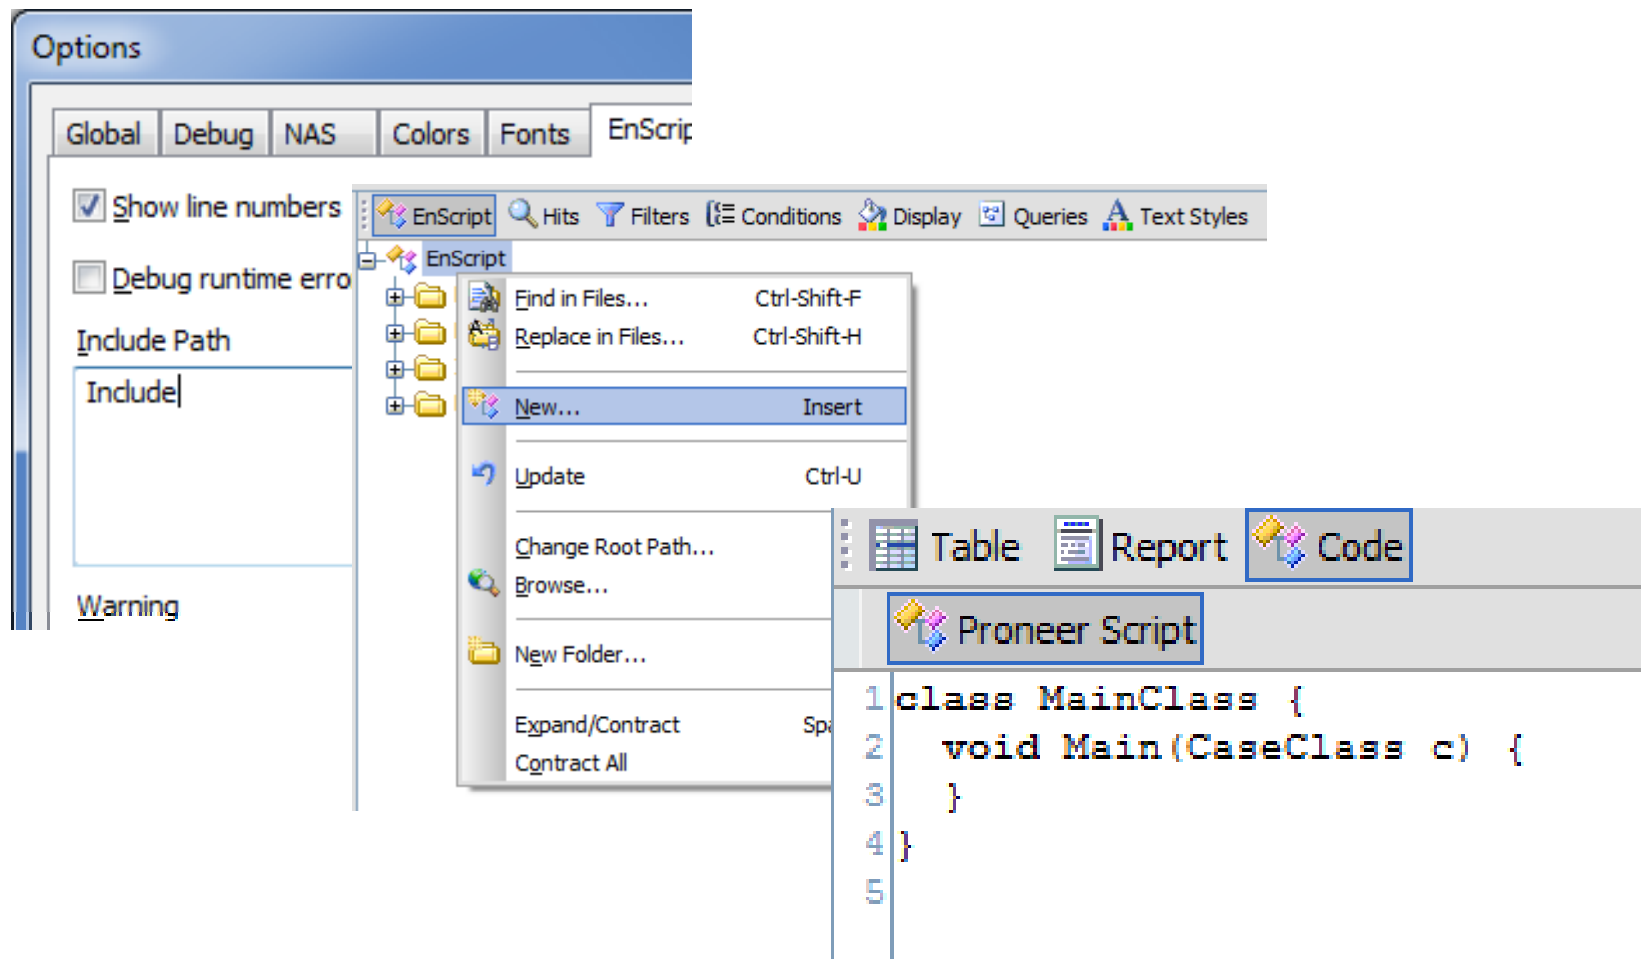 Options
Global Debug NAS Colors Fonts EnScrip
Show line numbers
Debug runtime erro
Include Path
Include
Warning
EnScript Hits Filters Conditions Display Queries Text Styles
EnScript
Find in Files... Ctrl-Shift-F
Replace in Files... Ctrl-Shift-H
New... Insert
Update Ctrl-U
Change Root Path...
Browse...
New Folder...
Expand/Contract Spa
Contract All
Table Report Code
Proneer Script
1 class MainClass {
2 void Main(CaseClass c) {
3 }
4 }
5